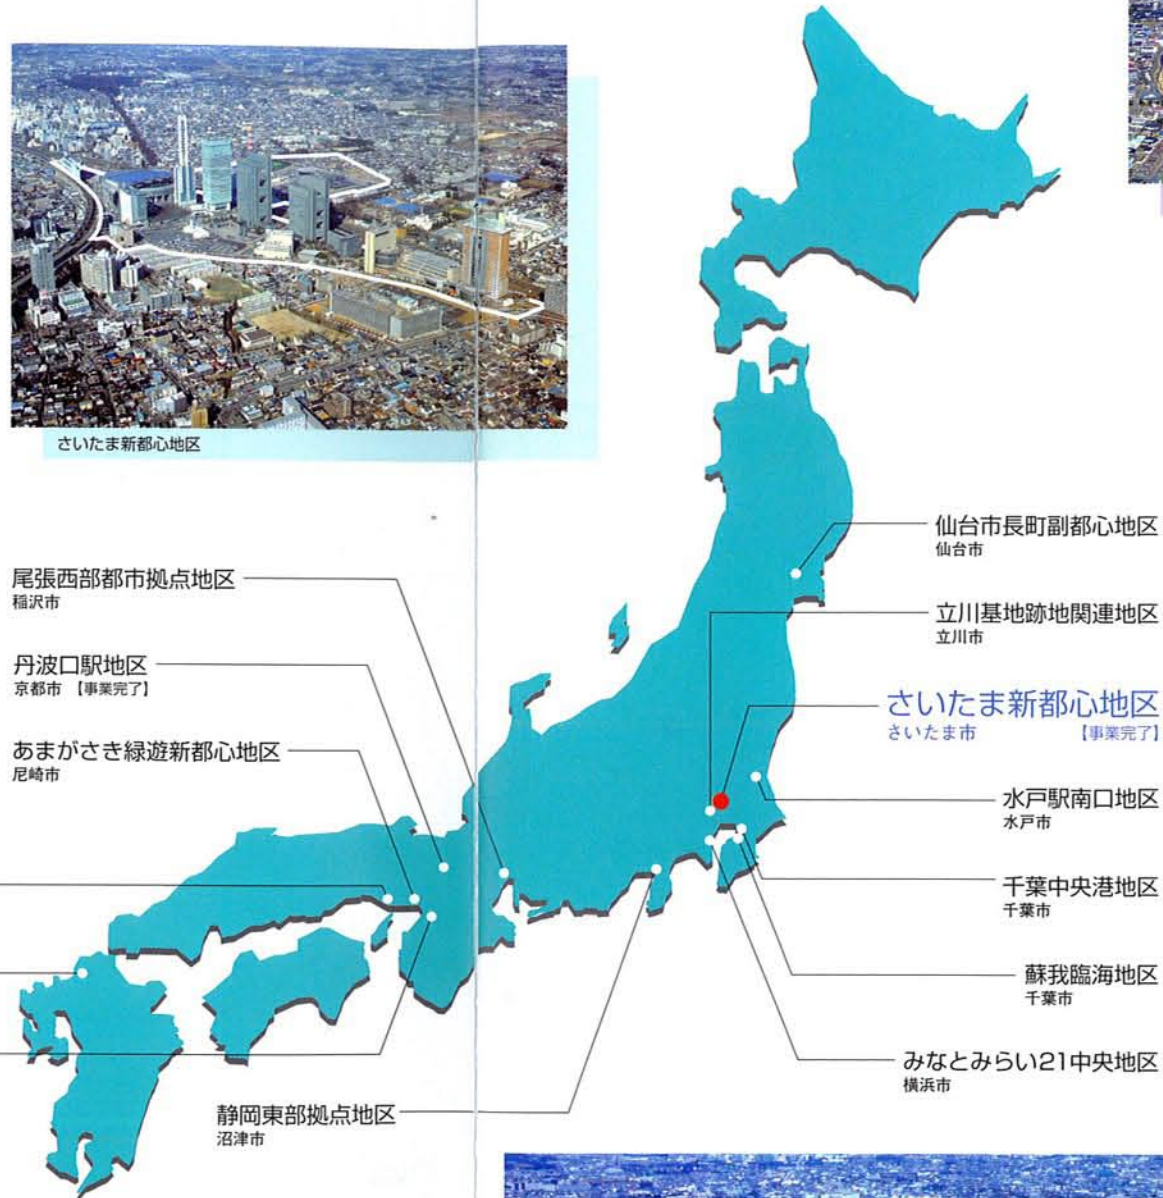 さいたま新都心地区
尾張西部都市拠点地区
稲沢市
丹波口駅地区
京都市 【事業完了】
あまがさき緑遊新都心地区
尼崎市
静岡東部拠点地区
沼津市
仙台市長町副都心地区
仙台市
立川基地跡地関連地区
立川市
さいたま新都心地区
さいたま市 【事業完了】
水戸駅南口地区
水戸市
千葉中央港地区
千葉市
蘇我臨海地区
千葉市
みなとみらい21中央地区
横浜市